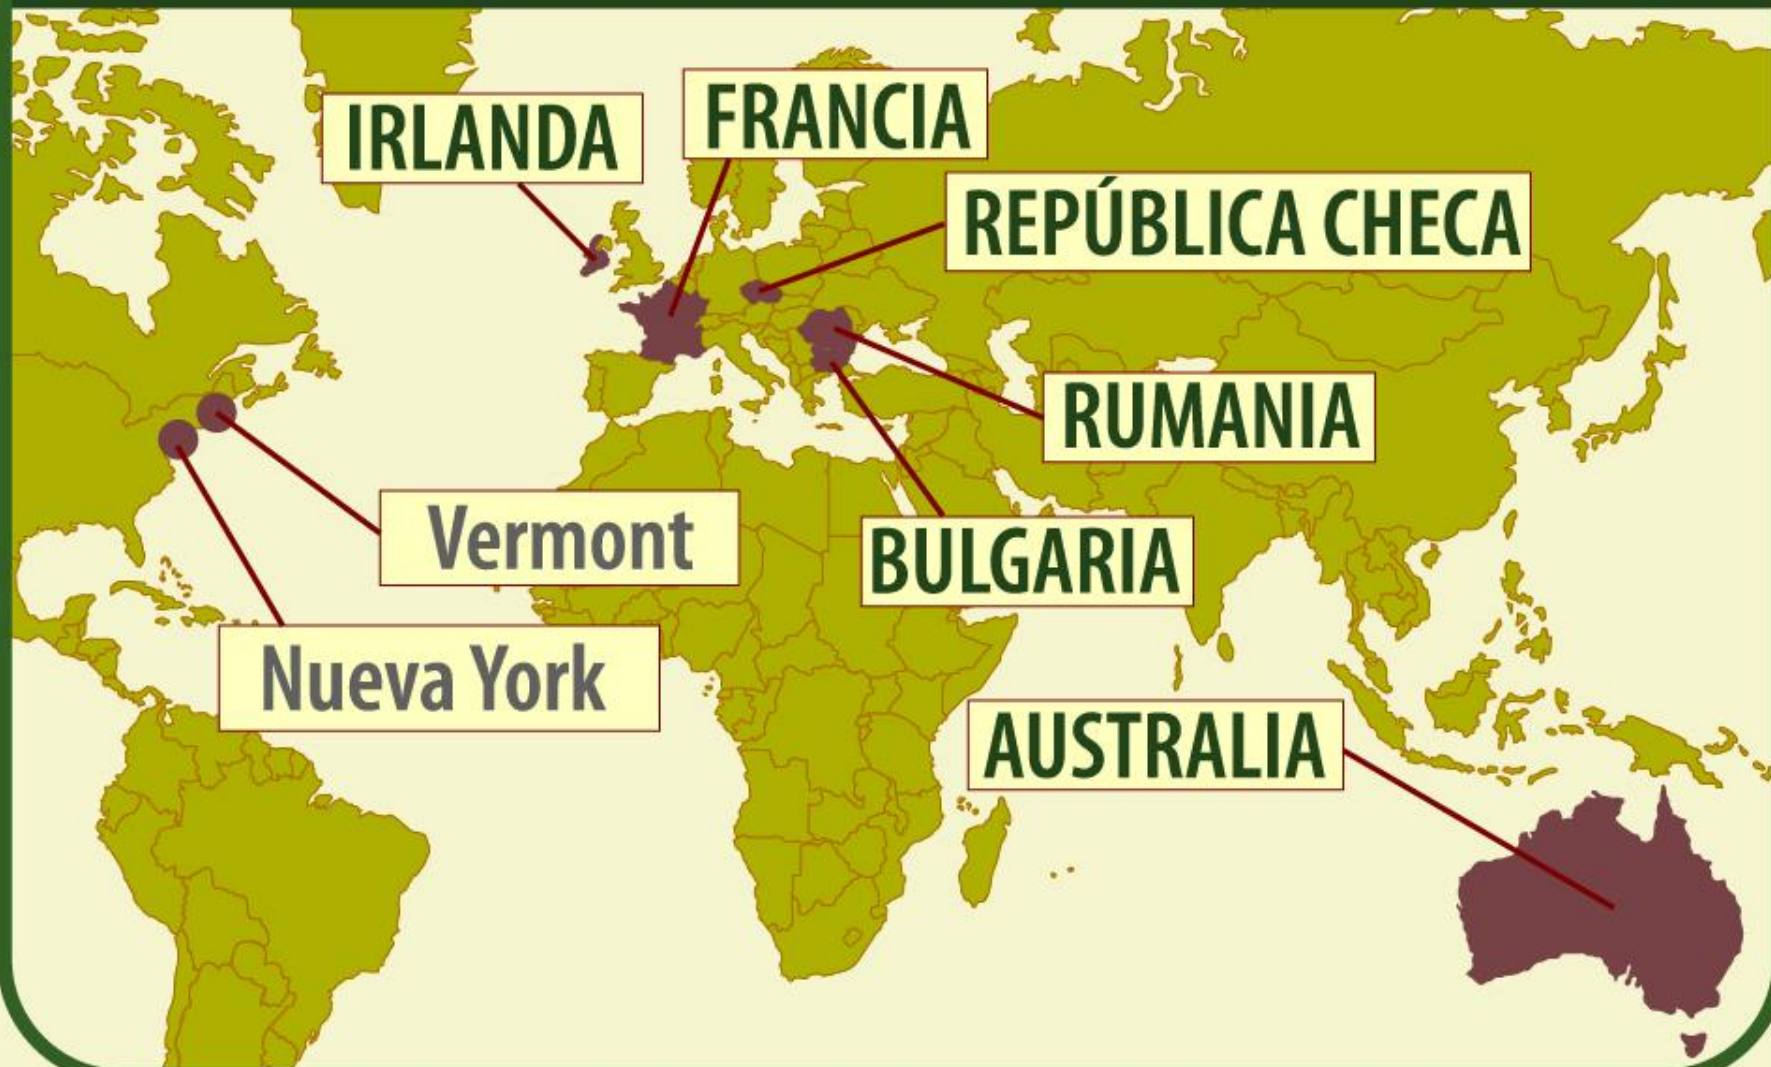 FRANCIA
IRLANDA
REPÚBLICA CHECA
RUMANIA
Vermont
BULGARIA
Nueva York
AUSTRALIA